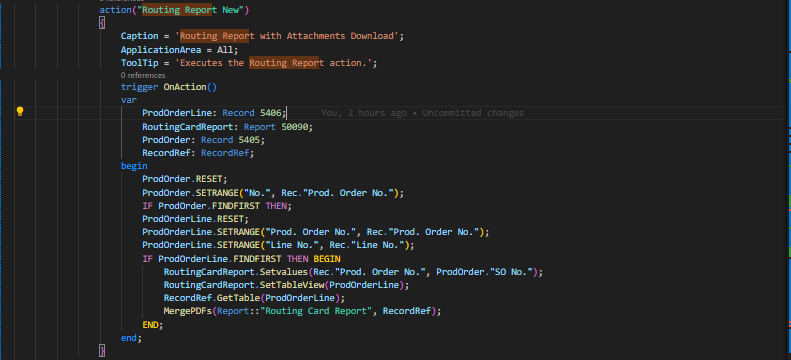 action("Routing Report New")
{
Caption = 'Routing Report with Attachments Download';
ApplicationArea = All;
ToolTip = 'Executes the Routing Report action.';
0 references
trigger OnAction()
var
ProdOrderLine: Record 5406; You, 2 hours ago • Uncommitted changes
RoutingCardReport: Report 50090;
ProdOrder: Record 5405;
RecordRef: RecordRef;
begin
ProdOrder.RESET;
ProdOrder.SETRANGE("No.", Rec."Prod. Order No.");
IF ProdOrder.FINDFIRST THEN;
ProdOrderLine.RESET;
ProdOrderLine.SETRANGE("Prod. Order No.", Rec."Prod. Order No.");
ProdOrderLine.SETRANGE("Line No.", Rec."Line No.");
IF ProdOrderLine.FINDFIRST THEN BEGIN
RoutingCardReport.Setvalues(Rec."Prod. Order No.", ProdOrder."SO No.");
RoutingCardReport.SetTableView(ProdOrderLine);
RecordRef.GetTable(ProdOrderLine);
MergePDFs(Report::"Routing Card Report", RecordRef);
END;
end;
}